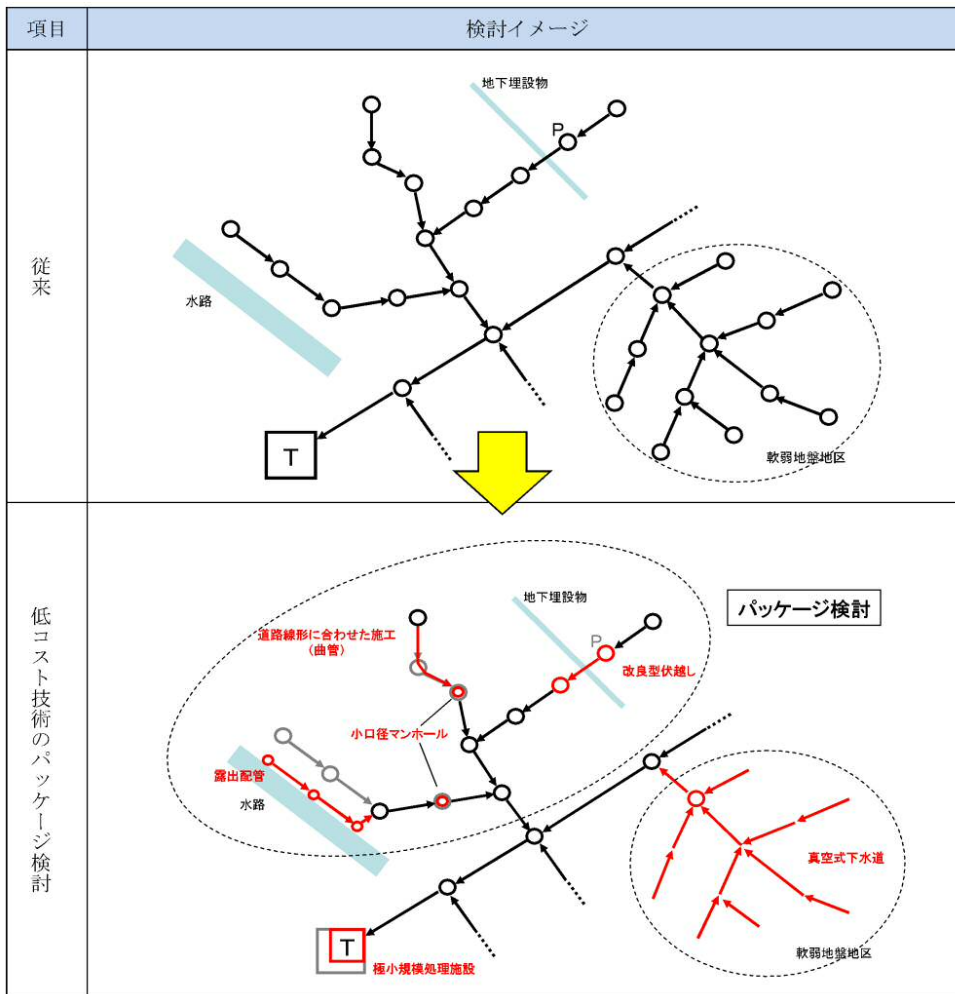 項目
検討イメージ
従来
地下埋設物
P
水路
軟弱地盤地区
T
低コスト技術のパッケージ検討
パッケージ検討
地下埋設物
道路線形に合わせた施工
(曲管)
P
改良型伏越し
小口径マンホール
露出配管
水路
真空式下水道
軟弱地盤地区
T
極小規模処理施設